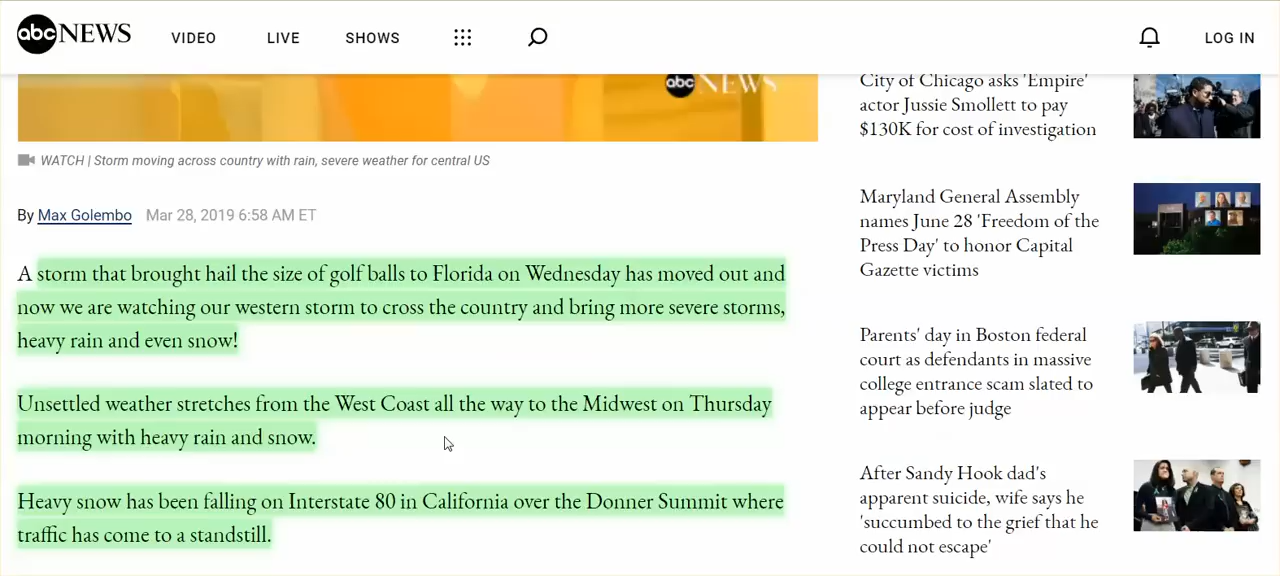 abc NEWS VIDEO LIVE SHOWS LOG IN
abc NEWS
WATCH | Storm moving across country with rain, severe weather for central US
By Max Golembo Mar 28, 2019 6:58 AM ET
A storm that brought hail the size of golf balls to Florida on Wednesday has moved out and
now we are watching our western storm to cross the country and bring more severe storms,
heavy rain and even snow!
Unsettled weather stretches from the West Coast all the way to the Midwest on Thursday
morning with heavy rain and snow.
Heavy snow has been falling on Interstate 80 in California over the Donner Summit where
traffic has come to a standstill.
City of Chicago asks 'Empire'
actor Jussie Smollett to pay
$130K for cost of investigation
Maryland General Assembly
names June 28 'Freedom of the
Press Day' to honor Capital
Gazette victims
Parents' day in Boston federal
court as defendants in massive
college entrance scam slated to
appear before judge
After Sandy Hook dad's
apparent suicide, wife says he
'succumbed to the grief that he
could not escape'